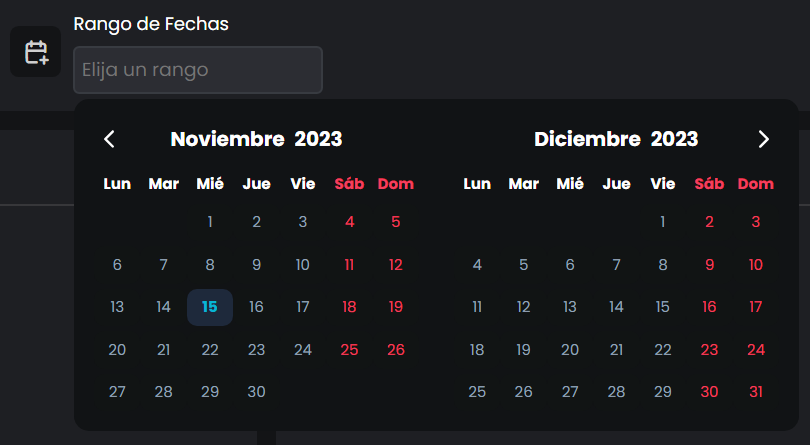 Rango de Fechas
Elija un rango
Noviembre 2023
Lun Mar Mié Jue Vie Sáb Dom
1 2 3 4 5
6 7 8 9 10 11 12
13 14 15 16 17 18 19
20 21 22 23 24 25 26
27 28 29 30
Diciembre 2023
Lun Mar Mié Jue Vie Sáb Dom
1 2 3
4 5 6 7 8 9 10
11 12 13 14 15 16 17
18 19 20 21 22 23 24
25 26 27 28 29 30 31